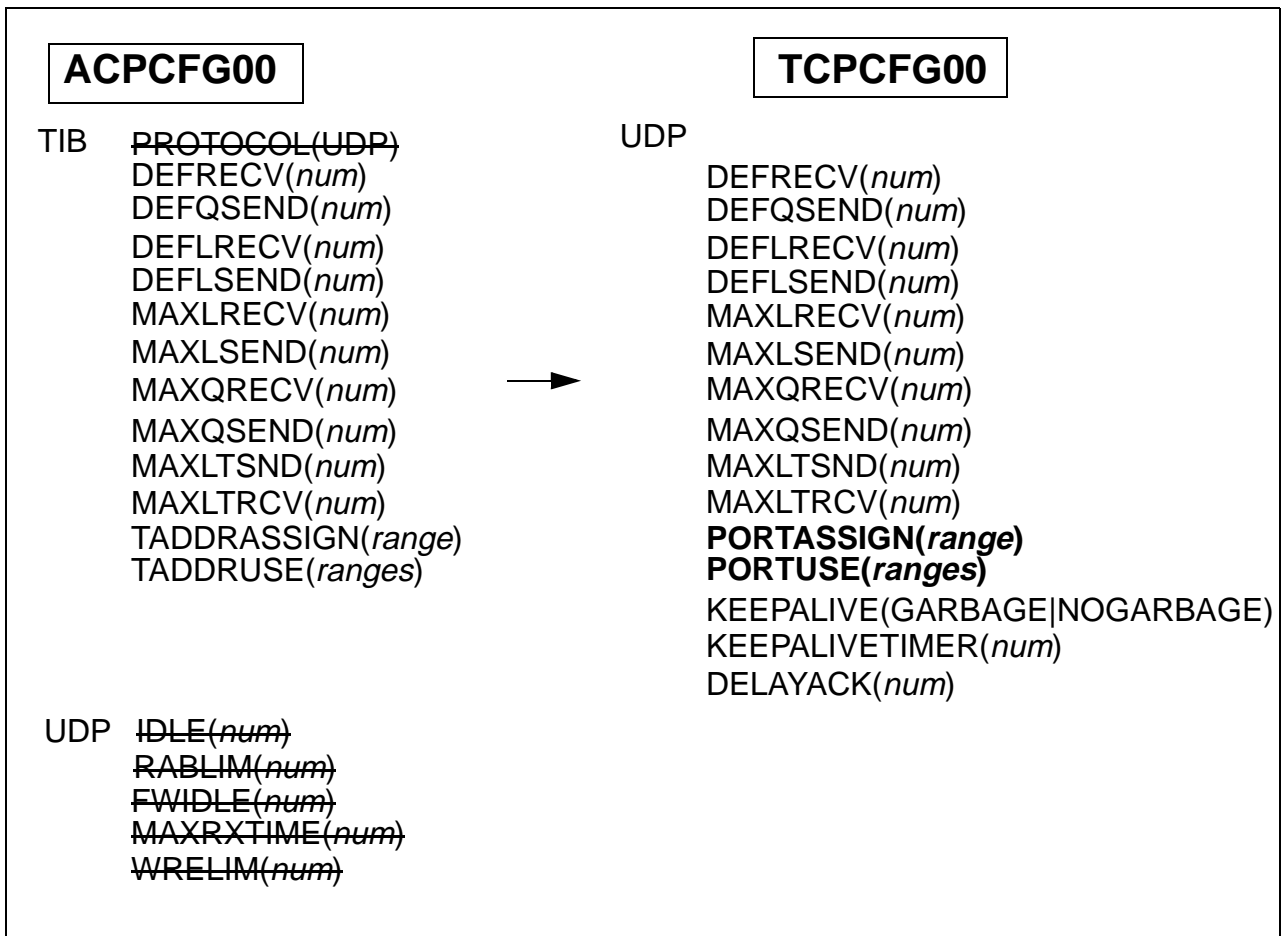 ACPCFG00
TIB PROTOCOL(UDP)
DEFRECV(num)
DEFQSEND(num)
DEFLRECV(num)
DEFLSEND(num)
MAXLRECV(num)
MAXLSEND(num)
MAXQRECV(num)
MAXQSEND(num)
MAXLTSND(num)
MAXLTRCV(num)
TADDRASSIGN(range)
TADDRUSE(ranges)
UDP IDLE(num)
RABLIM(num)
FWIDLE(num)
MAXRXTIME(num)
WRELIM(num)
TCPCFG00
UDP
DEFRECV(num)
DEFQSEND(num)
DEFLRECV(num)
DEFLSEND(num)
MAXLRECV(num)
MAXLSEND(num)
MAXQRECV(num)
MAXQSEND(num)
MAXLTSND(num)
MAXLTRCV(num)
PORTASSIGN(range)
PORTUSE(ranges)
KEEPALIVE(GARBAGE|NOGARBAGE)
KEEPALIVETIMER(num)
DELAYACK(num)